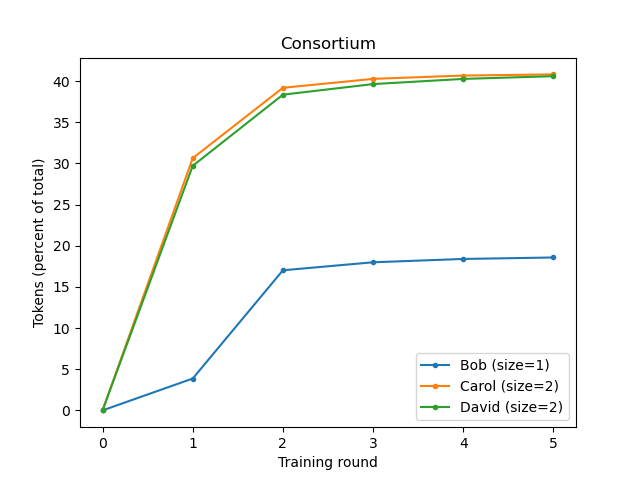 Consortium
Tokens (percent of total)
40
35
30
25
20
15
10
5
0
Bob (size=1)
Carol (size=2)
David (size=2)
0 1 2 3 4 5
Training round